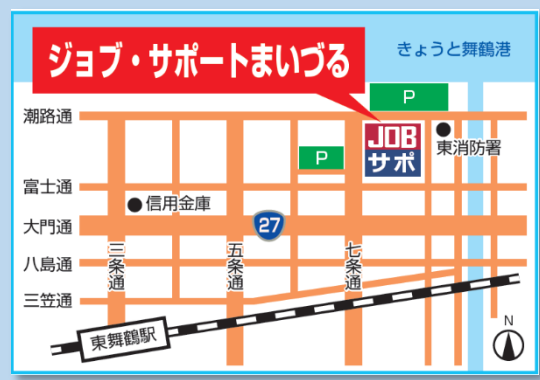 ジョブ・サポートまいづる
きょうと舞鶴港
P
潮路通
JOB
サポ
東消防署
P
富士通
信用金庫
大門通
27
三条通
五条通
七条通
八島通
三笠通
東舞鶴駅
N